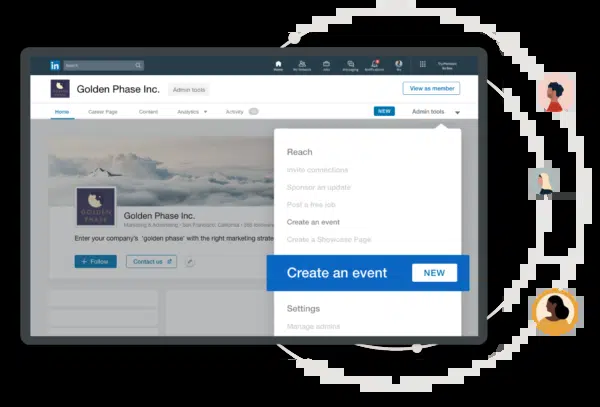 in Search
Home My Network Jobs Messaging Notifications Me
Golden Phase Inc. Admin tools View as member
Home Career Page Content Analytics Activity NEW Admin tools
Reach
Invite connections
Sponsor an update
Post a free job
Create an event
Create a Showcase Page
GOLDEN
PHASE
Golden Phase Inc.
Marketing & Advertising • San Francisco, California •
Enter your company's 'golden phase' with the right marketing strate
+ Follow Contact us
Create an event NEW
Settings
Manage admins